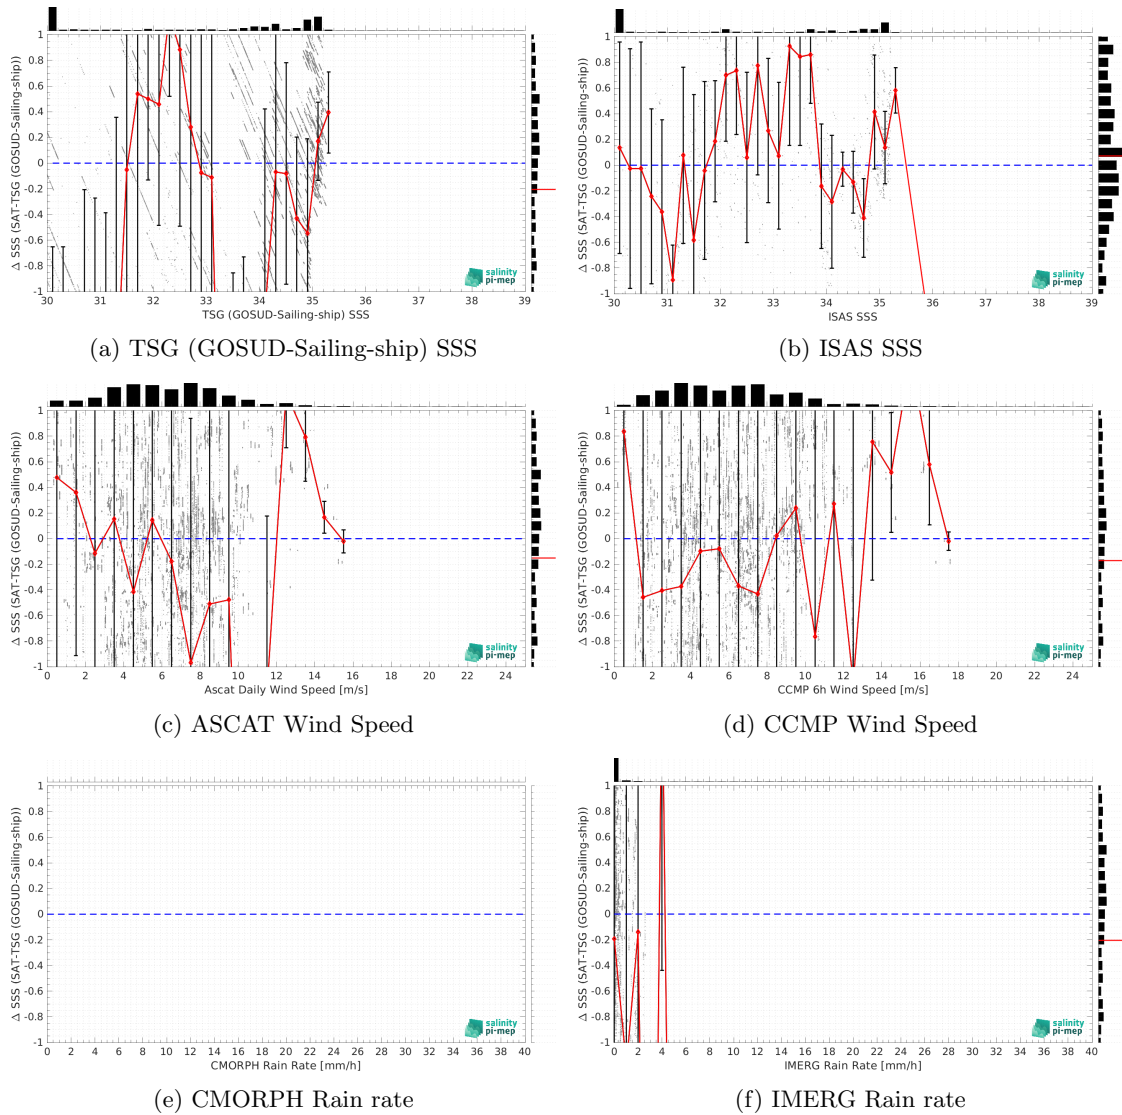 1
0.8
0.6
0.4
0.2
0
-0.2
-0.4
-0.6
-0.8
-1
Δ SSS (SAT-TSG (GOSUD-Sailing-ship))
salinity
pi-mep
30 31 32 33 34 35 36 37 38 39
TSG (GOSUD-Sailing-ship) SSS
(a) TSG (GOSUD-Sailing-ship) SSS
1
0.8
0.6
0.4
0.2
0
-0.2
-0.4
-0.6
-0.8
-1
Δ SSS (SAT-TSG (GOSUD-Sailing-ship))
salinity
pi-mep
30 31 32 33 34 35 36 37 38 39
ISAS SSS
(b) ISAS SSS
1
0.8
0.6
0.4
0.2
0
-0.2
-0.4
-0.6
-0.8
-1
Δ SSS (SAT-TSG (GOSUD-Sailing-ship))
salinity
pi-mep
0 2 4 6 8 10 12 14 16 18 20 22 24
Ascat Daily Wind Speed [m/s]
(c) ASCAT Wind Speed
1
0.8
0.6
0.4
0.2
0
-0.2
-0.4
-0.6
-0.8
-1
Δ SSS (SAT-TSG (GOSUD-Sailing-ship))
salinity
pi-mep
0 2 4 6 8 10 12 14 16 18 20 22 24
CCMP 6h Wind Speed [m/s]
(d) CCMP Wind Speed
1
0.8
0.6
0.4
0.2
0
-0.2
-0.4
-0.6
-0.8
-1
Δ SSS (SAT-TSG (GOSUD-Sailing-ship))
salinity
pi-mep
0 2 4 6 8 10 12 14 16 18 20 22 24 26 28 30 32 34 36 38 40
CMORPH Rain Rate [mm/h]
(e) CMORPH Rain rate
1
0.8
0.6
0.4
0.2
0
-0.2
-0.4
-0.6
-0.8
-1
Δ SSS (SAT-TSG (GOSUD-Sailing-ship))
salinity
pi-mep
0 2 4 6 8 10 12 14 16 18 20 22 24 26 28 30 32 34 36 38 40
IMERG Rain Rate [mm/h]
(f) IMERG Rain rate